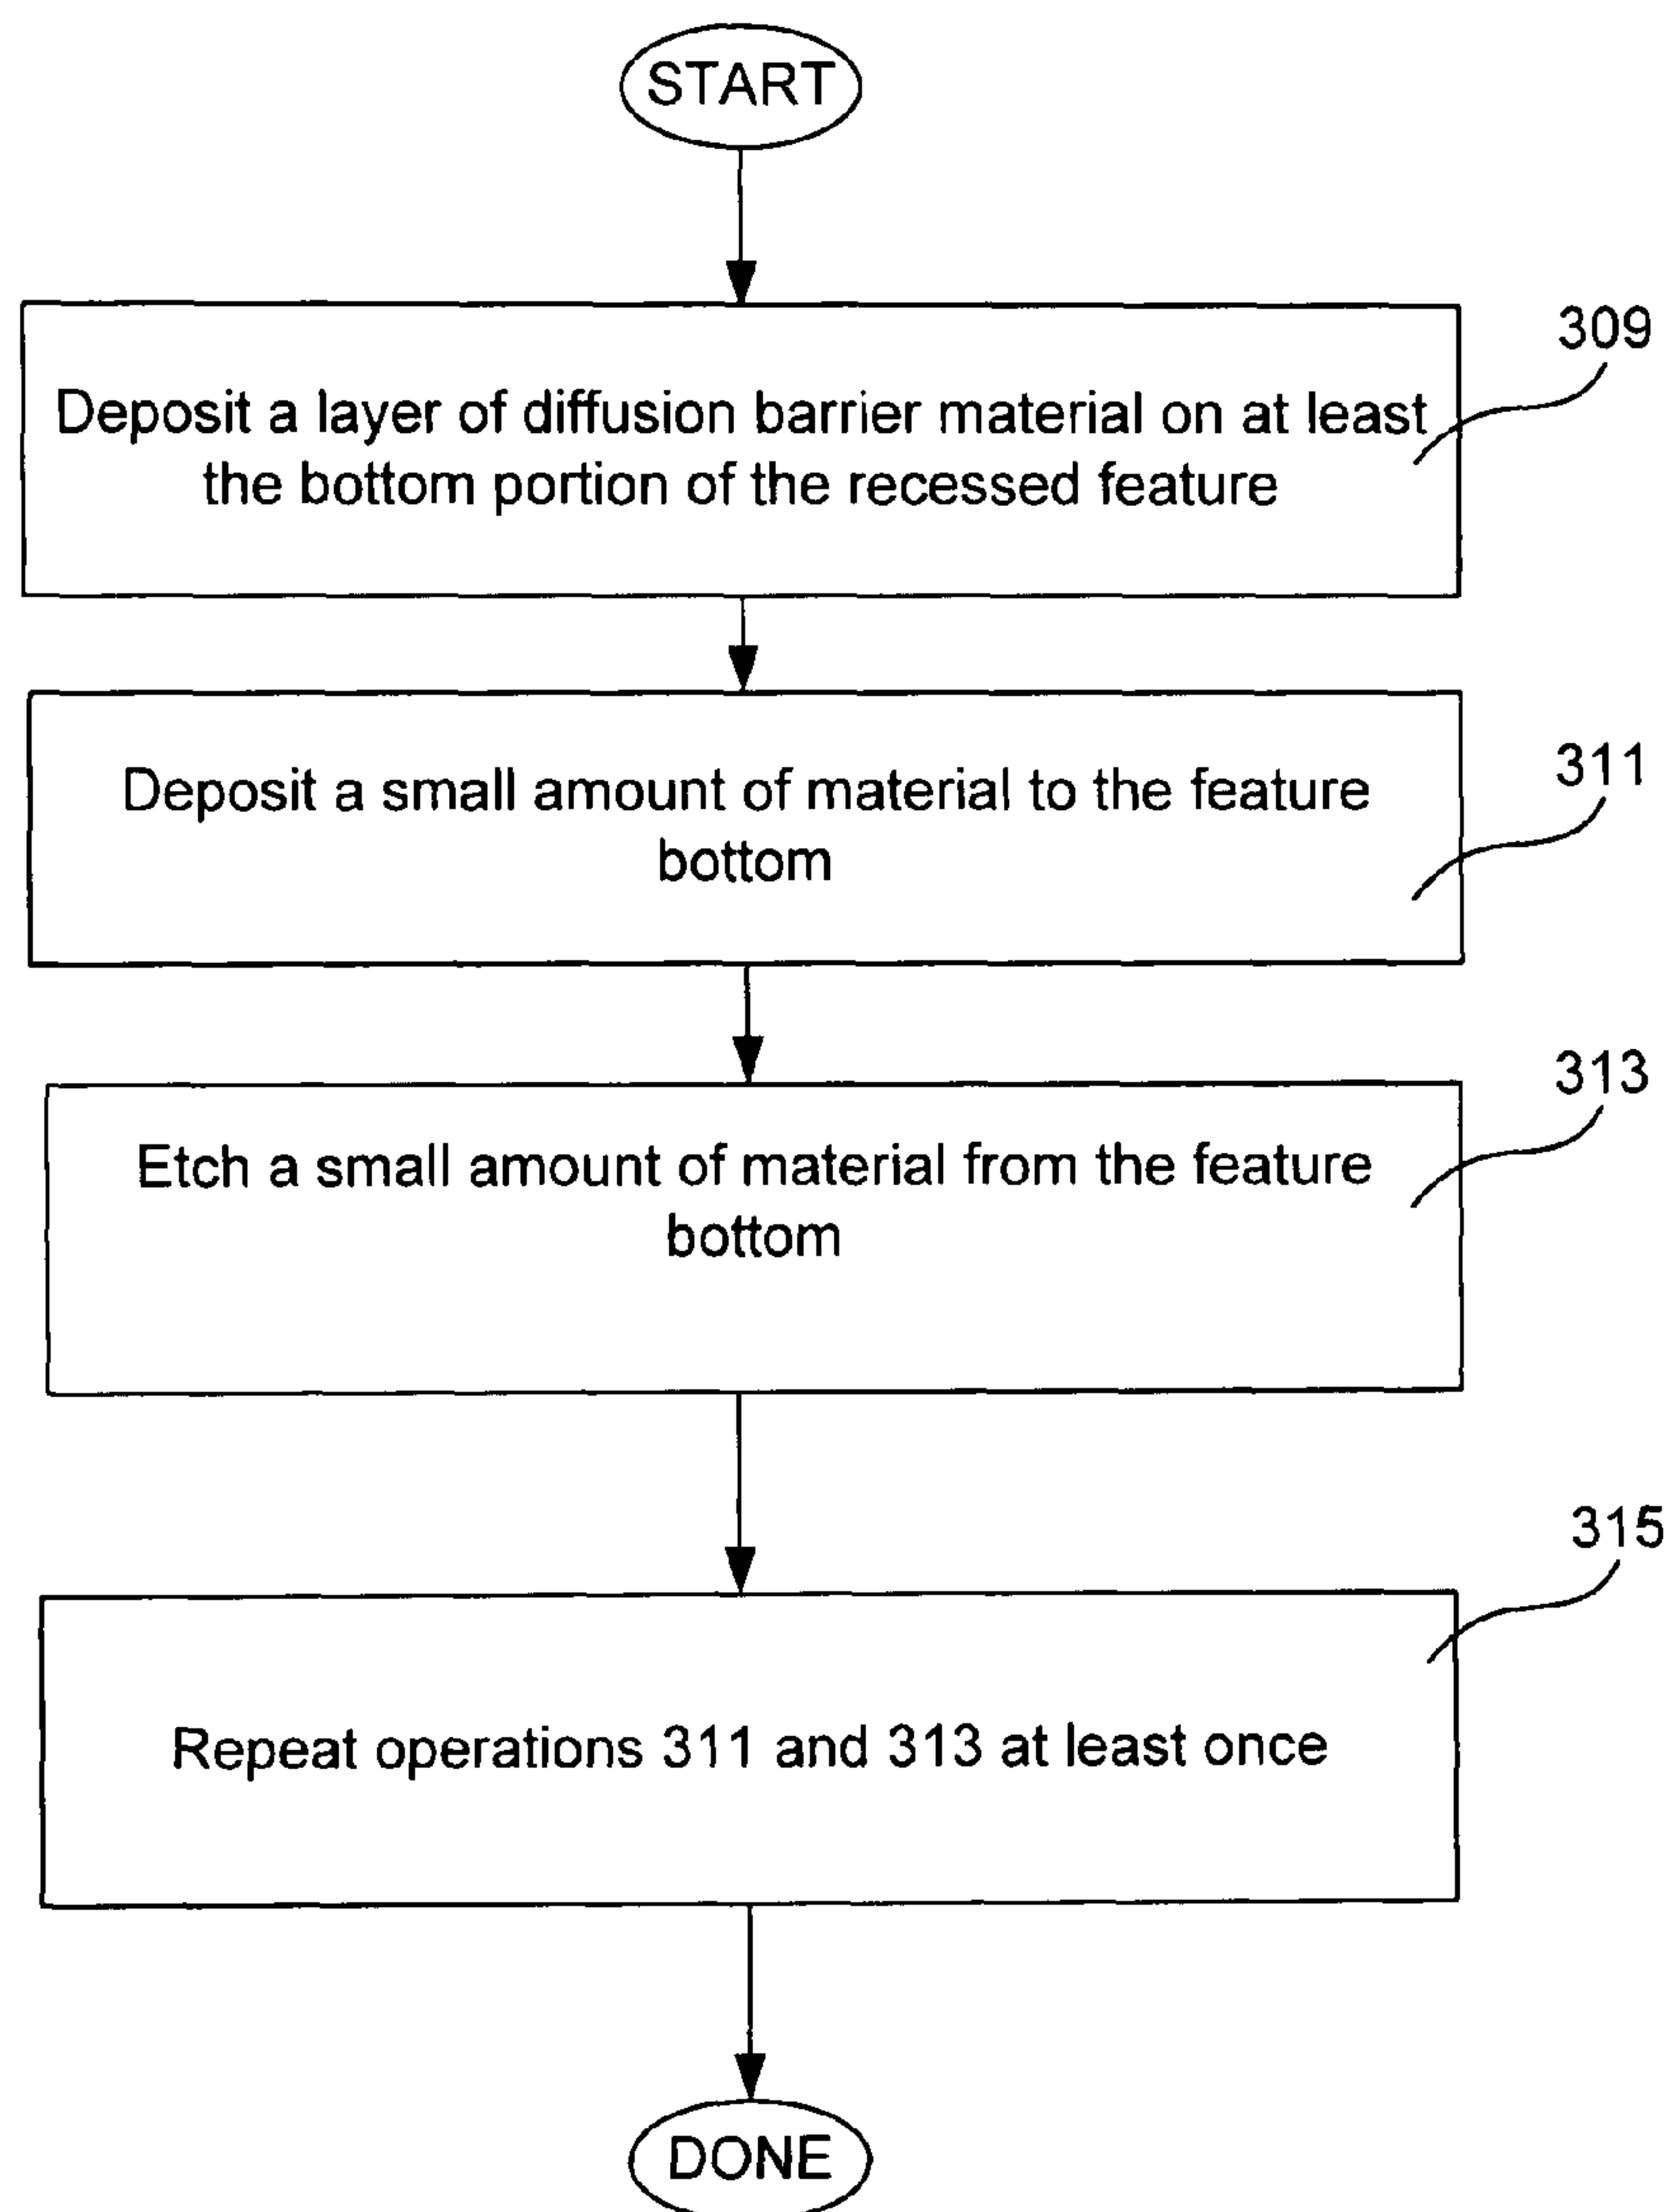 START
309
Deposit a layer of diffusion barrier material on at least
the bottom portion of the recessed feature
311
Deposit a small amount of material to the feature
bottom
313
Etch a small amount of material from the feature
bottom
315
Repeat operations 311 and 313 at least once
DONE